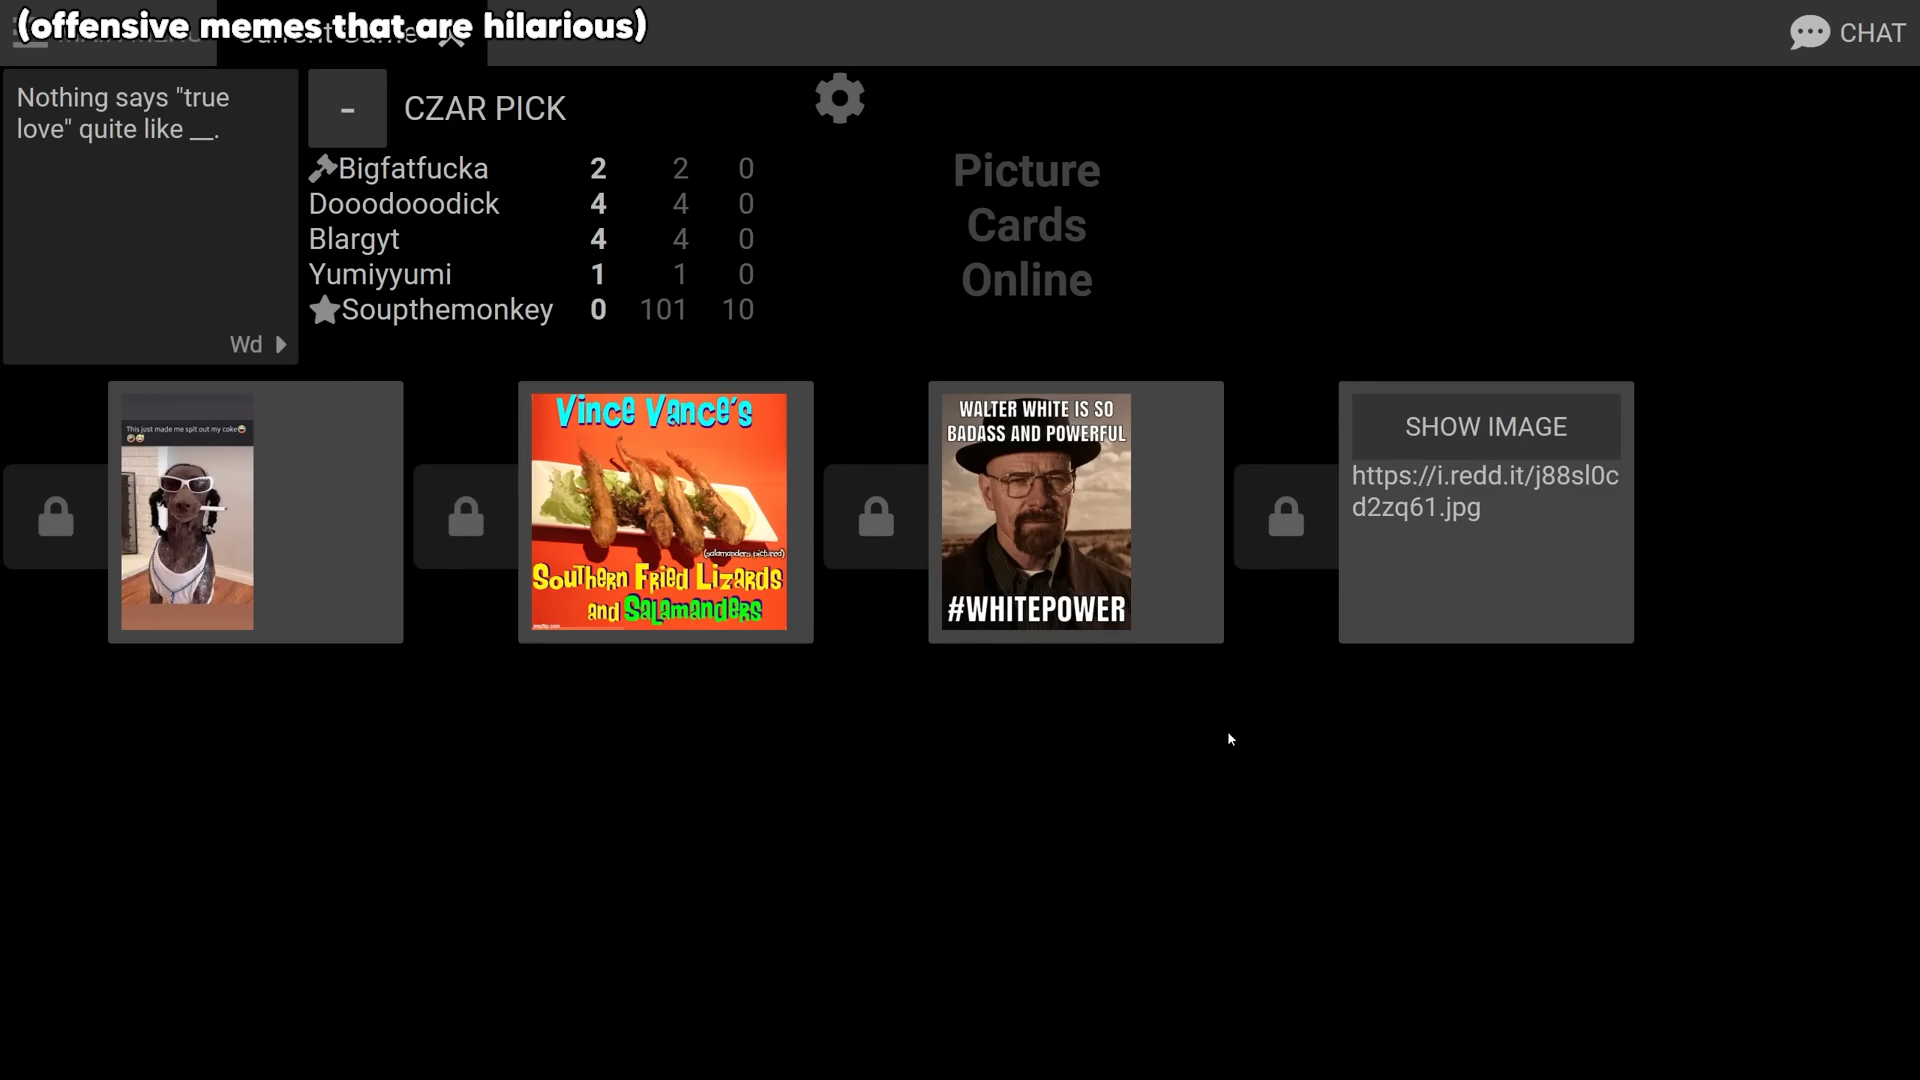 (offensive memes that are hilarious)
CHAT
Nothing says "true
love" quite like __.
Wd
-
CZAR PICK
Bigfatfucka 2 2 0
Dooodooodick 4 4 0
Blargyt 4 4 0
Yumiyyumi 1 1 0
Soupthemonkey 0 101 10
Picture
Cards
Online
This just made me spit out my coke
Vince Vance's
(salamanders pictured)
Southern Fried Lizards
and Salamanders
imgflip.com
WALTER WHITE IS SO
BADASS AND POWERFUL
#WHITEPOWER
SHOW IMAGE
https://i.redd.it/j88sl0c
d2zq61.jpg